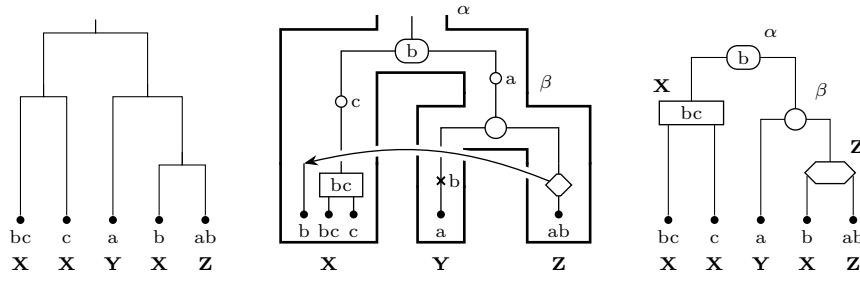 bc c a b ab
X X Y X Z
α
b
a
β
c
bc
b
b bc c a ab
X Y Z
α
b
X
β
bc
Z
bc c a b ab
X X Y X Z